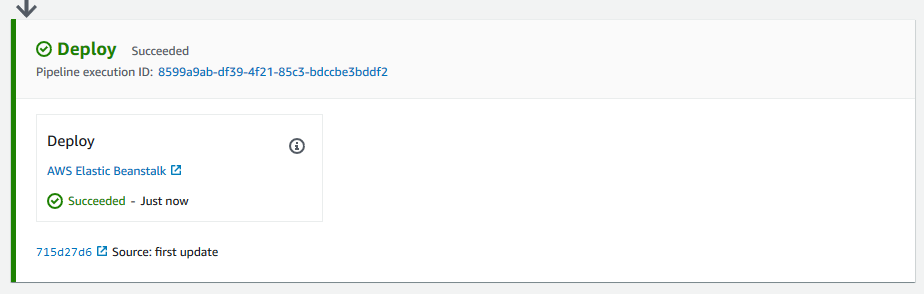 Deploy Succeeded
Pipeline execution ID: 8599a9ab-df39-4f21-85c3-bdccbe3bddf2
Deploy
AWS Elastic Beanstalk
Succeeded - Just now
715d27d6 Source: first update